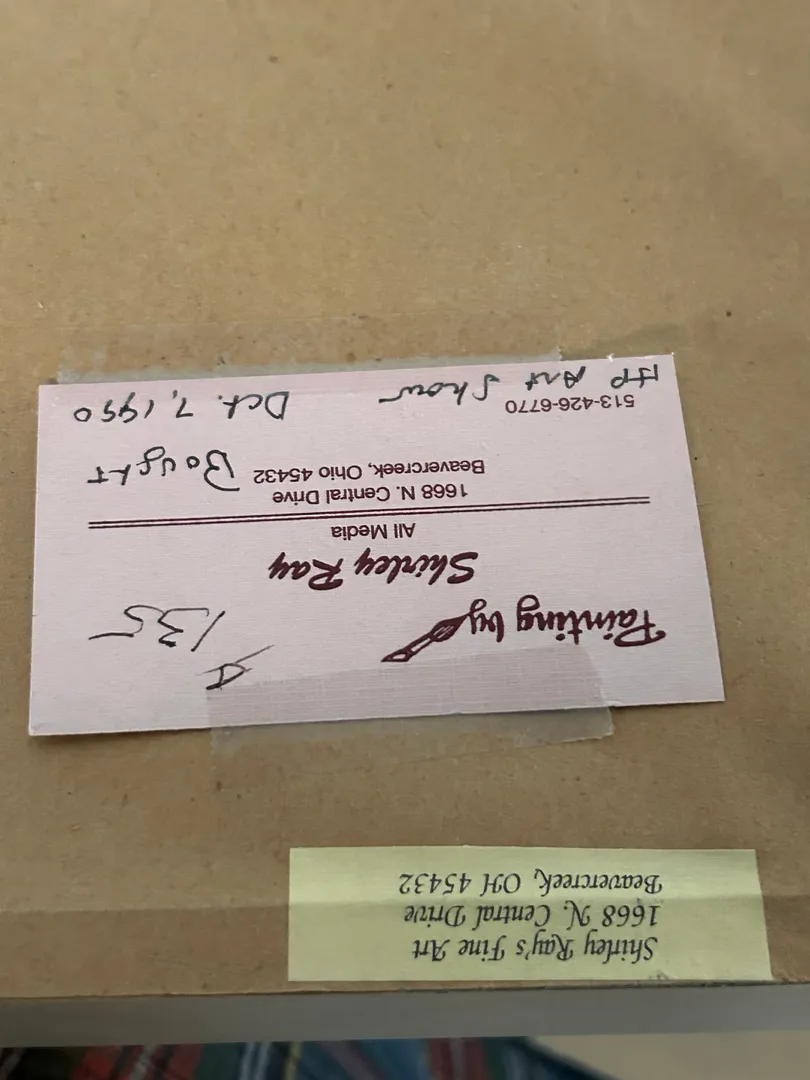 Shirley Ray's Fine Art
1668 N. Central Drive
Beavercreek, OH 45432
Painting by
135
Shirley Ray
All Media
1668 N. Central Drive
Beavercreek, Ohio 45432 Bought
513-426-6770
HP Art Show - Oct. 7, 1990